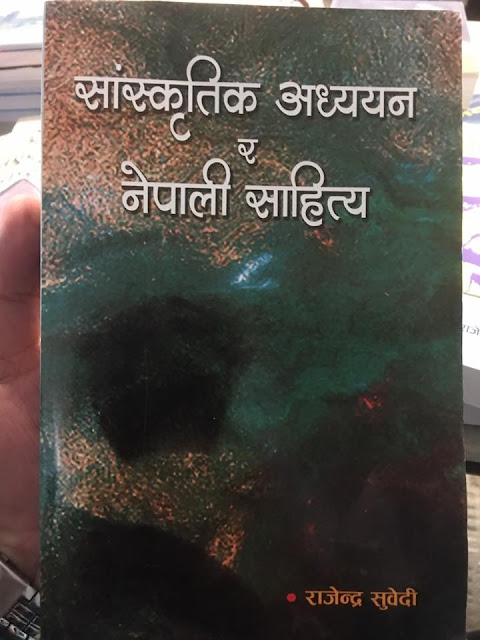 सांस्कृतिक अध्ययन
र
नेपाली साहित्य
• राजेन्द्र सुवेदी